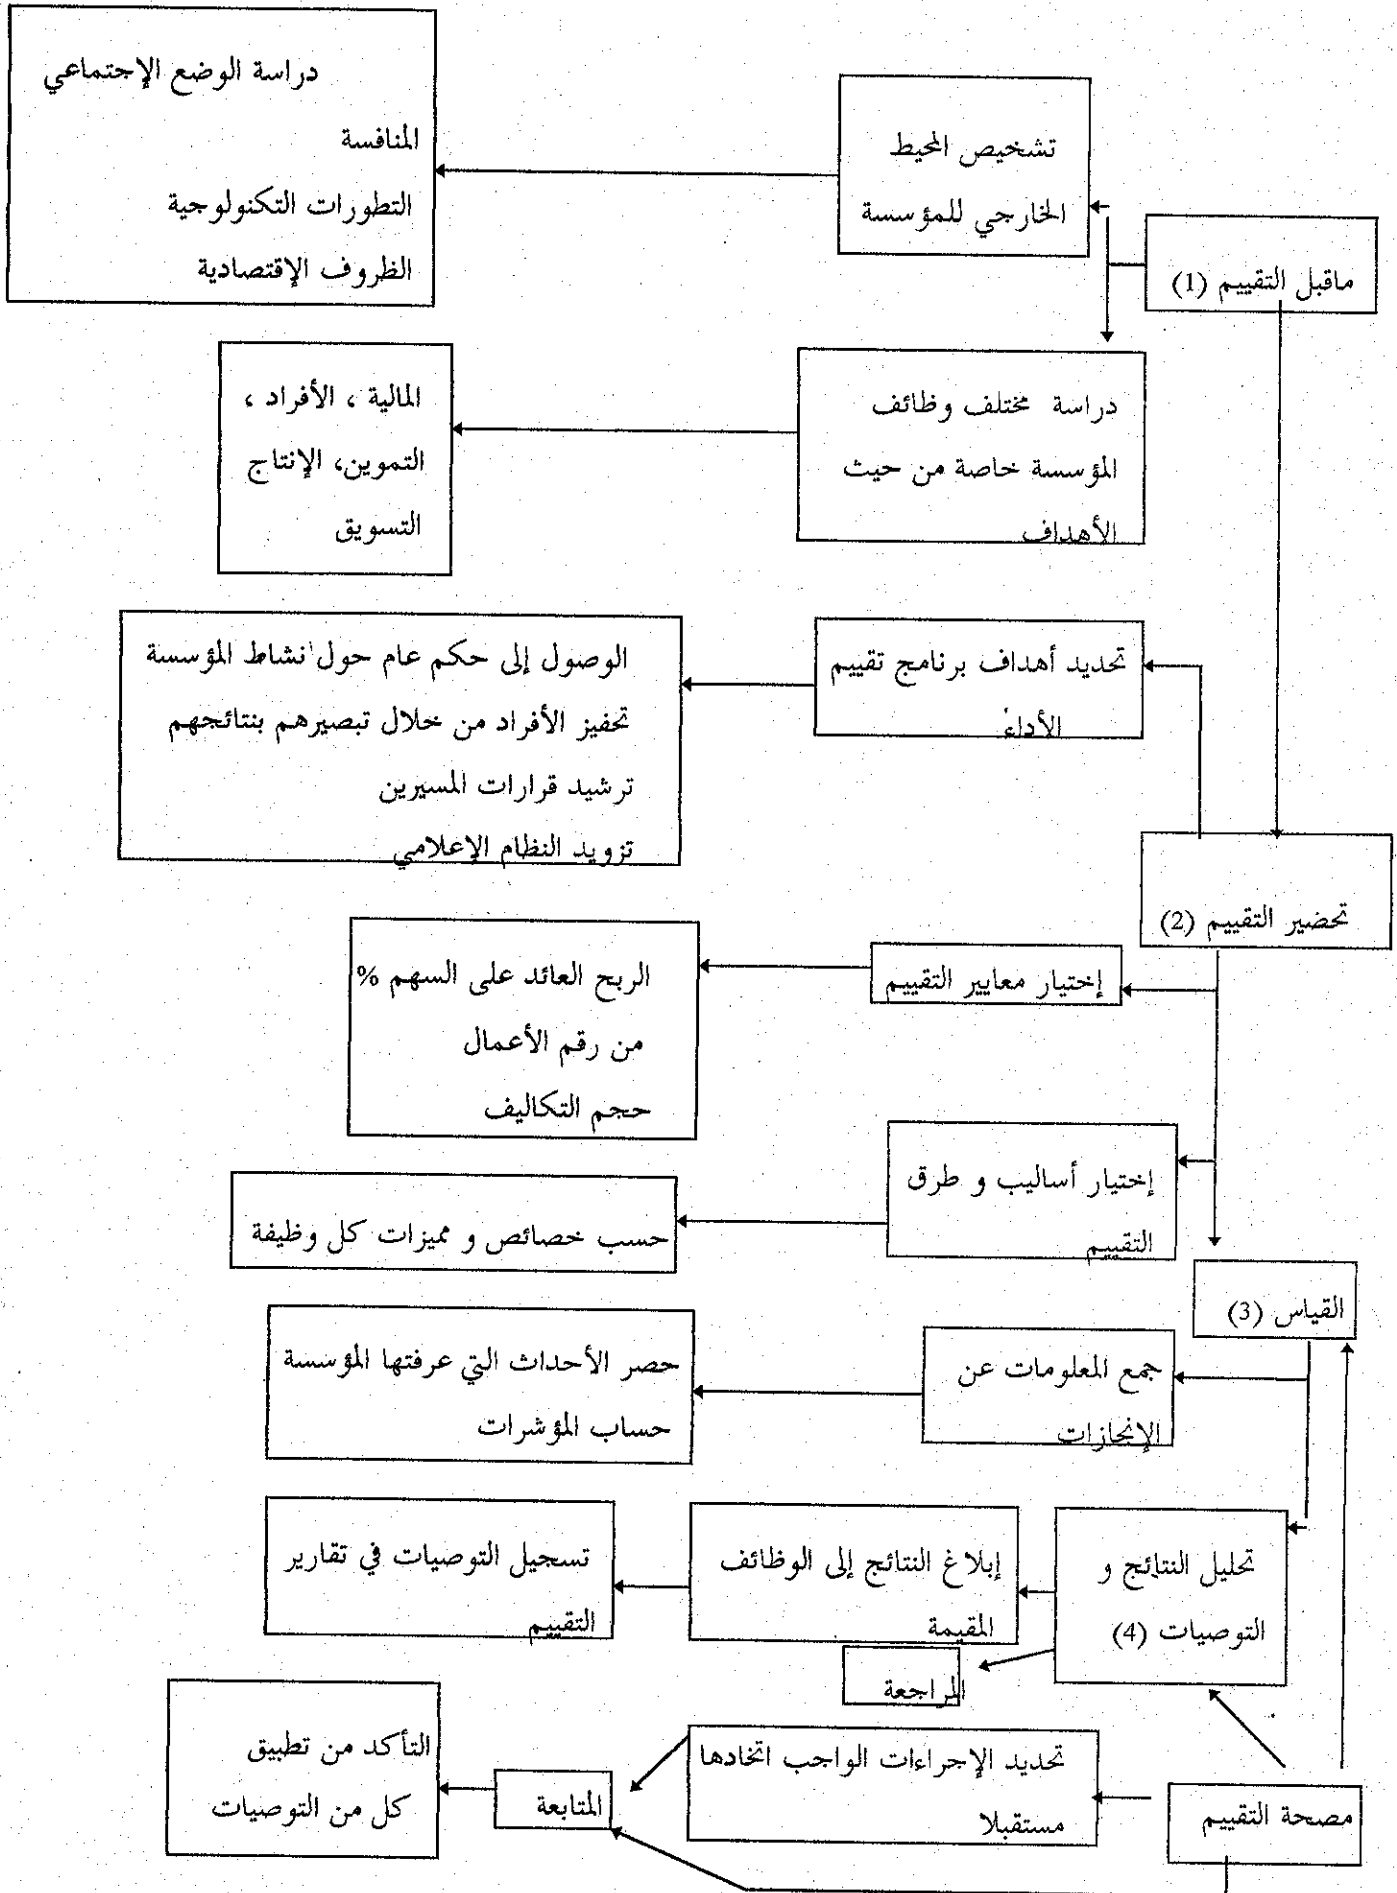 دراسة الوضع الإجتماعي
المنافسة
التطورات التكنولوجية
الظروف الإقتصادية
تشخيص المحيط
الخارجي للمؤسسة
ماقبل التقييم (1)
المالية ، الأفراد ،
التموين، الإنتاج
التسويق
دراسة مختلف وظائف
المؤسسة خاصة من حيث
الأهداف
تحديد أهداف برنامج تقييم
الأداء
الوصول إلى حكم عام حول نشاط المؤسسة
تحفيز الأفراد من خلال تبصيرهم بنتائجهم
ترشيد قرارات المسيرين
تزويد النظام الإعلامي
تحضير التقييم (2)
إختيار معايير التقييم
الربح العائد على السهم %
من رقم الأعمال
حجم التكاليف
إختيار أساليب و طرق
التقييم
حسب خصائص و مميزات كل وظيفة
القياس (3)
جمع المعلومات عن
الإنجازات
حصر الأحداث التي عرفتها المؤسسة
حساب المؤشرات
تحليل النتائج و
التوصيات (4)
إبلاغ النتائج إلى الوظائف
المقيمة
تسجيل التوصيات في تقارير
التقييم
المراجعة
مصحة التقييم
تحديد الإجراءات الواجب اتخادها
مستقبلا
المتابعة
التأكد من تطبيق
كل من التوصيات